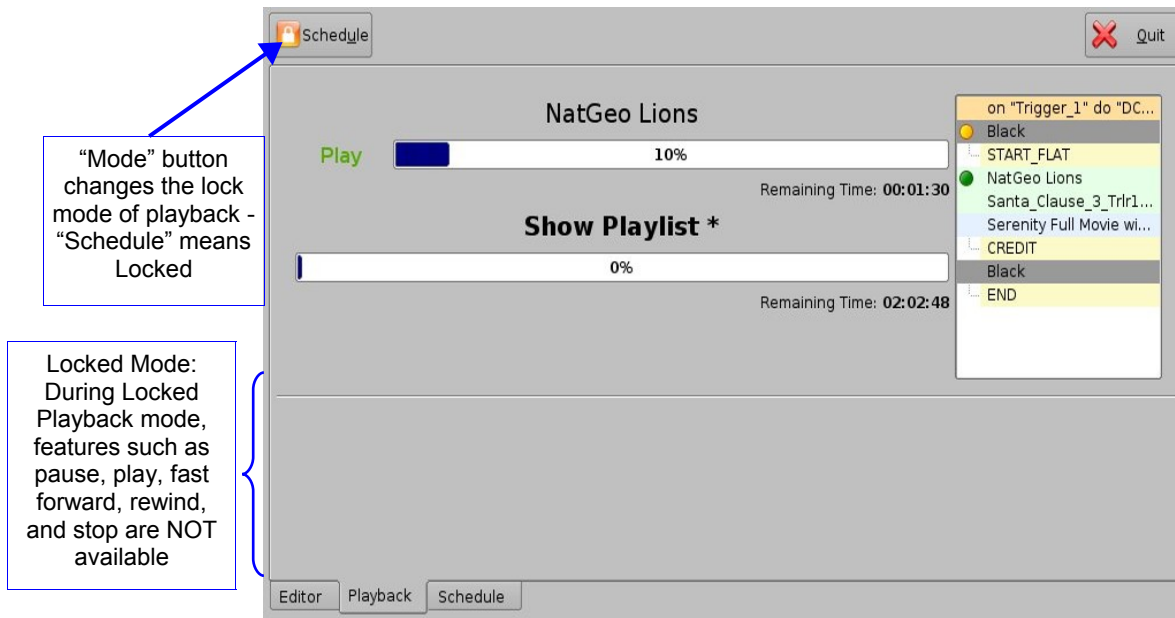 Schedule
Quit
NatGeo Lions
Play
10%
Remaining Time: 00:01:30
Show Playlist *
0%
Remaining Time: 02:02:48
on "Trigger_1" do "DC...
Black
START_FLAT
NatGeo Lions
Santa_Clause_3_Trlr1...
Serenity Full Movie wi...
CREDIT
Black
END
“Mode” button
changes the lock
mode of playback -
“Schedule” means
Locked
Locked Mode:
During Locked
Playback mode,
features such as
pause, play, fast
forward, rewind,
and stop are NOT
available
Editor
Playback
Schedule